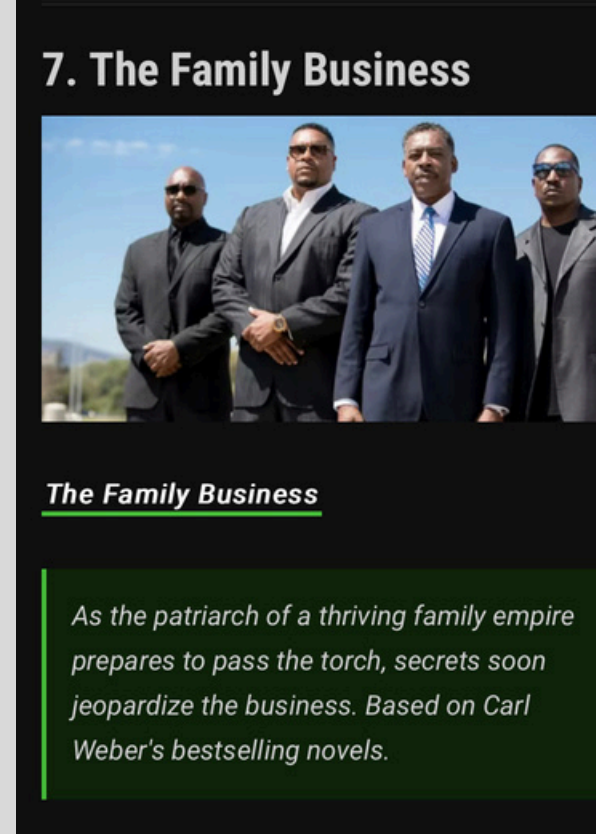 7. The Family Business
The Family Business
As the patriarch of a thriving family empire
prepares to pass the torch, secrets soon
jeopardize the business. Based on Carl
Weber's bestselling novels.